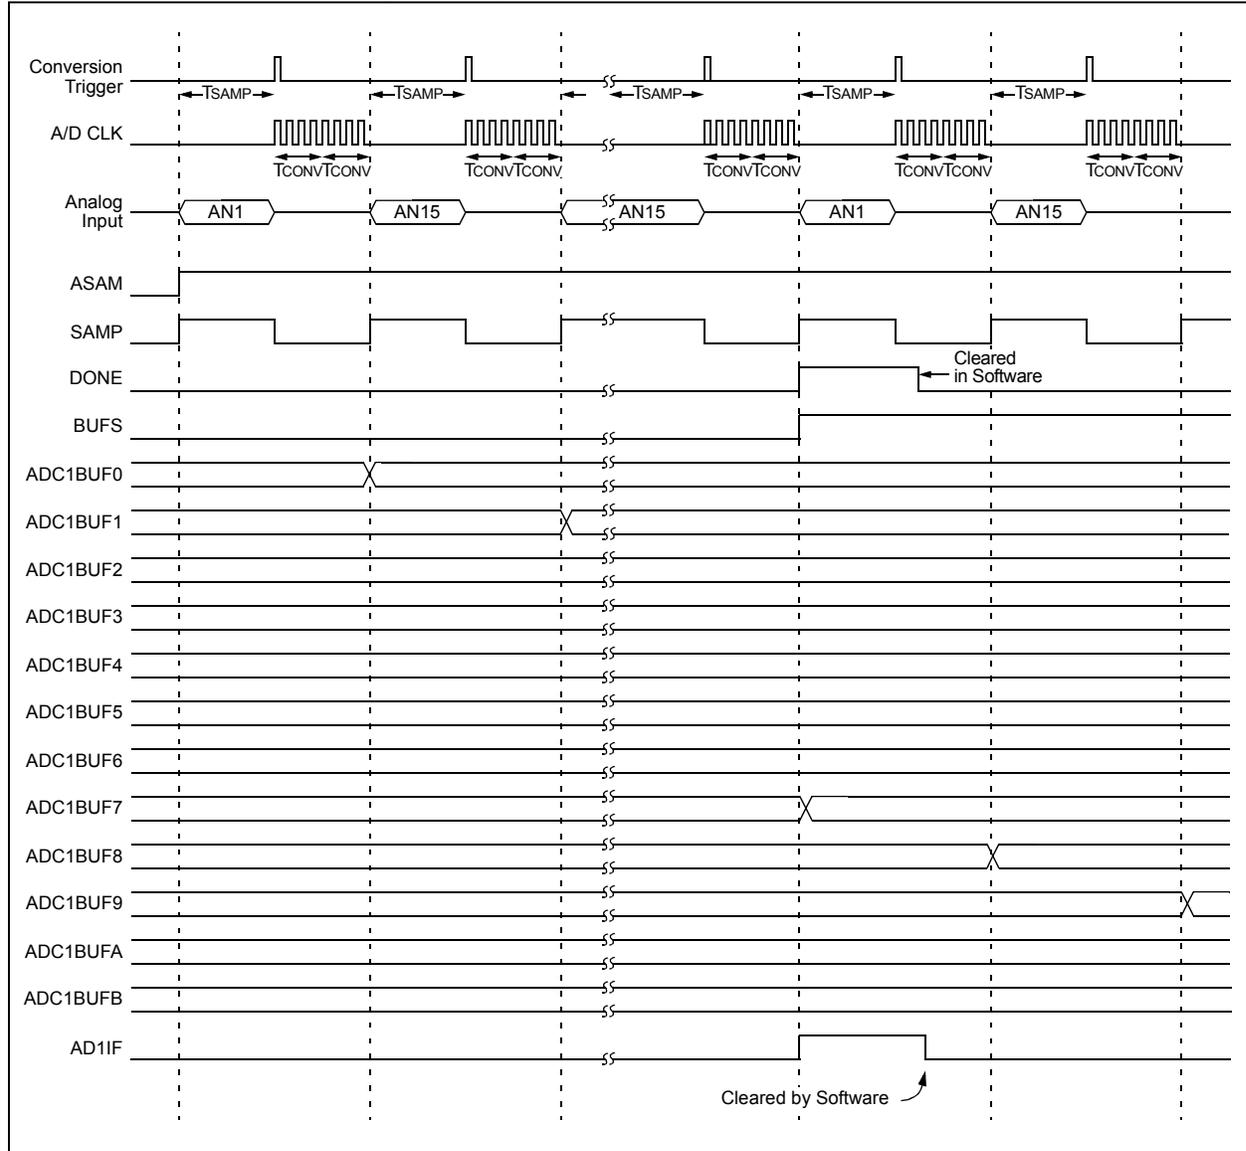 Conversion
Trigger
TSAMP TSAMP TSAMP TSAMP TSAMP
A/D CLK
TCONV TCONV TCONV TCONV TCONV TCONV TCONV TCONV TCONV TCONV
Analog
Input
AN1 AN15 AN15 AN1 AN15
ASAM
SAMP
DONE
Cleared
in Software
BUFS
ADC1BUF0
ADC1BUF1
ADC1BUF2
ADC1BUF3
ADC1BUF4
ADC1BUF5
ADC1BUF6
ADC1BUF7
ADC1BUF8
ADC1BUF9
ADC1BUFA
ADC1BUFB
AD1IF
Cleared by Software